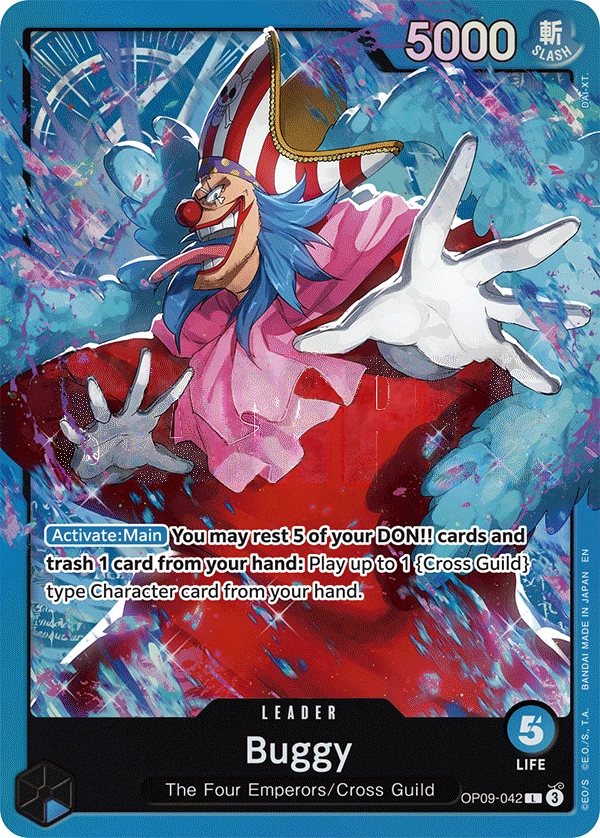 5000
斬
SLASH
DAI-XT.
Activate:Main You may rest 5 of your DON!! cards and
trash 1 card from your hand: Play up to 1 {Cross Guild}
type Character card from your hand.
©E.O/S ©E.O./S., T.A. BANDAI MADE IN JAPAN EN
LEADER
Buggy
The Four Emperors/Cross Guild
5
LIFE
OP09-042 L 3